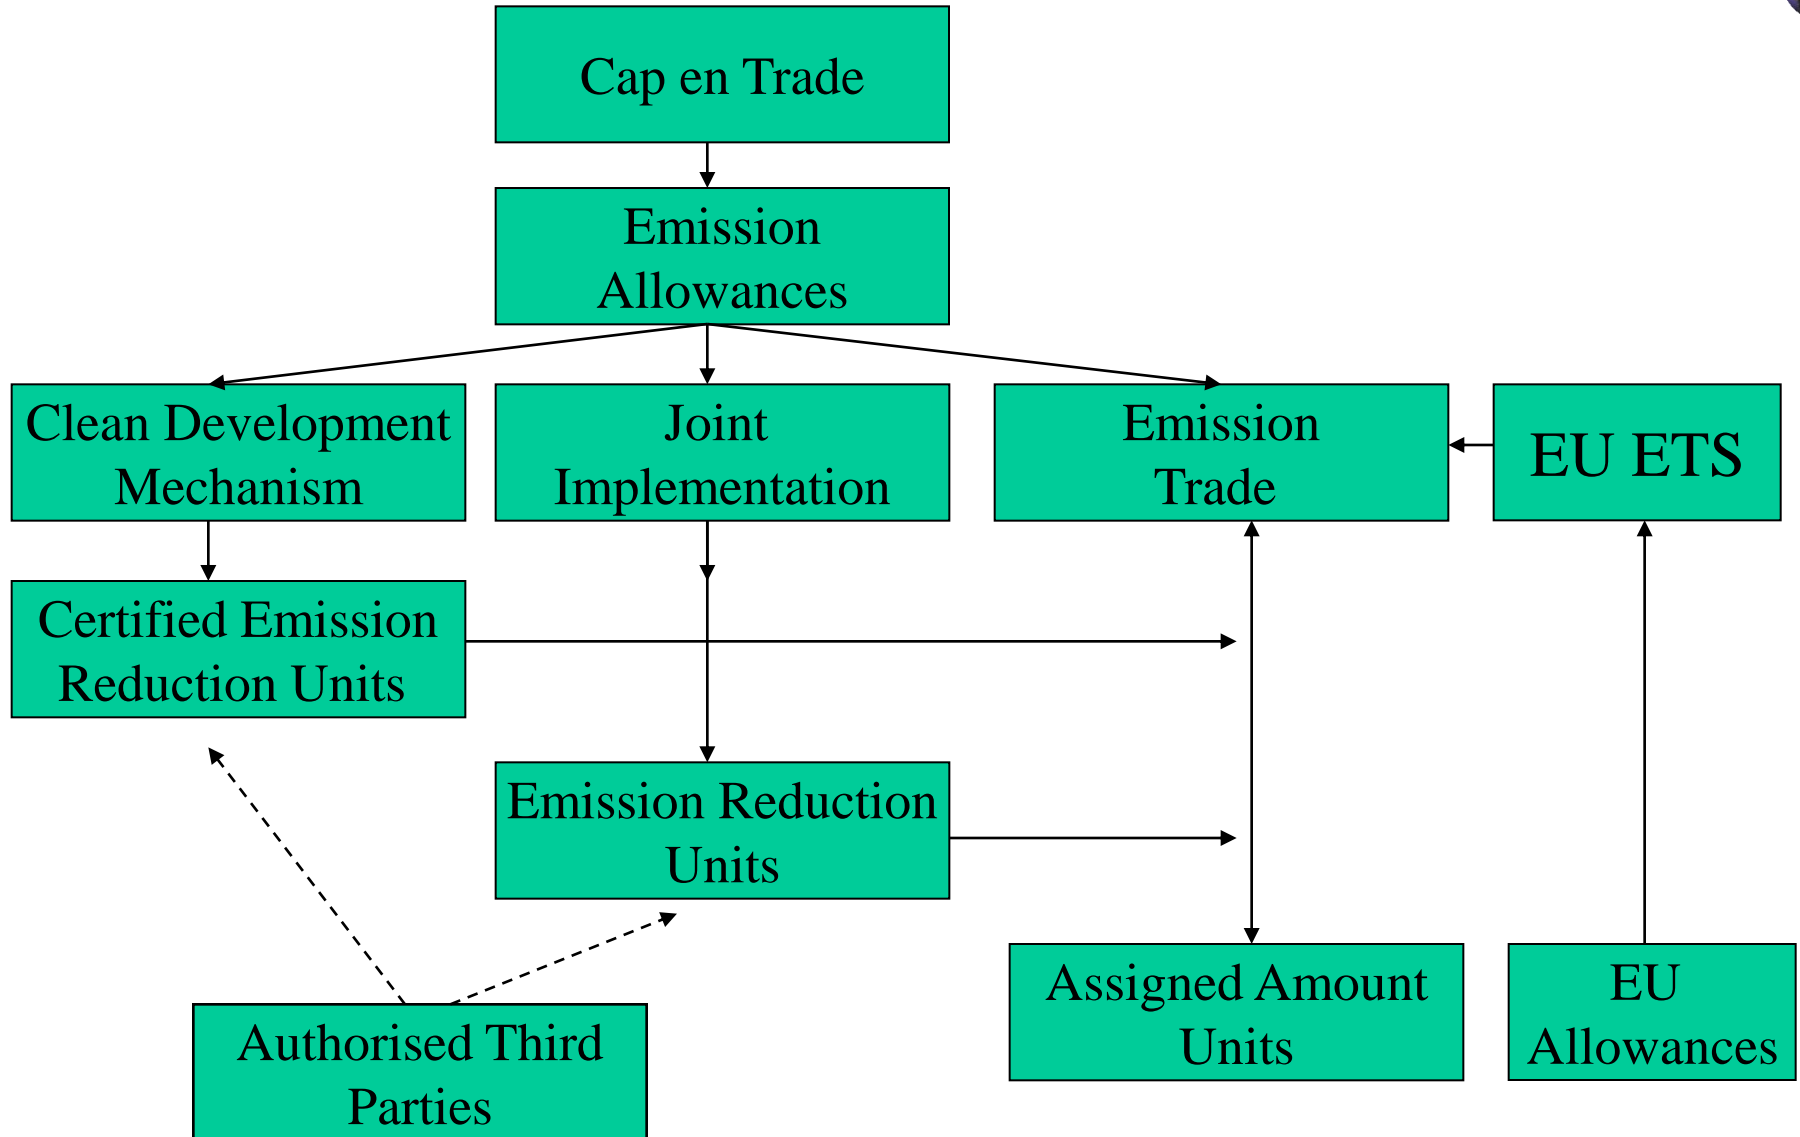 Cap en Trade
Emission
Allowances
Clean Development
Mechanism
Joint
Implementation
Emission
Trade
EU ETS
Certified Emission
Reduction Units
Emission Reduction
Units
Assigned Amount
Units
EU
Allowances
Authorised Third
Parties